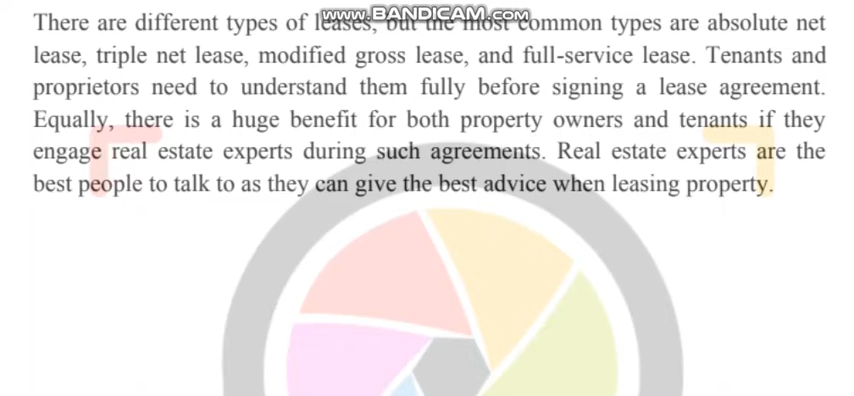 www.BANDICAM.com
There are different types of leases, but the most common types are absolute net
lease, triple net lease, modified gross lease, and full-service lease. Tenants and
proprietors need to understand them fully before signing a lease agreement.
Equally, there is a huge benefit for both property owners and tenants if they
engage real estate experts during such agreements. Real estate experts are the
best people to talk to as they can give the best advice when leasing property.